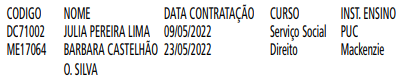 CODIGO NOME DATA CONTRATAÇÃO CURSO INST. ENSINO
DC71002 JULIA PEREIRA LIMA 09/05/2022 Serviço Social PUC
ME17064 BARBARA CASTELHÃO 23/05/2022 Direito Mackenzie
O. SILVA